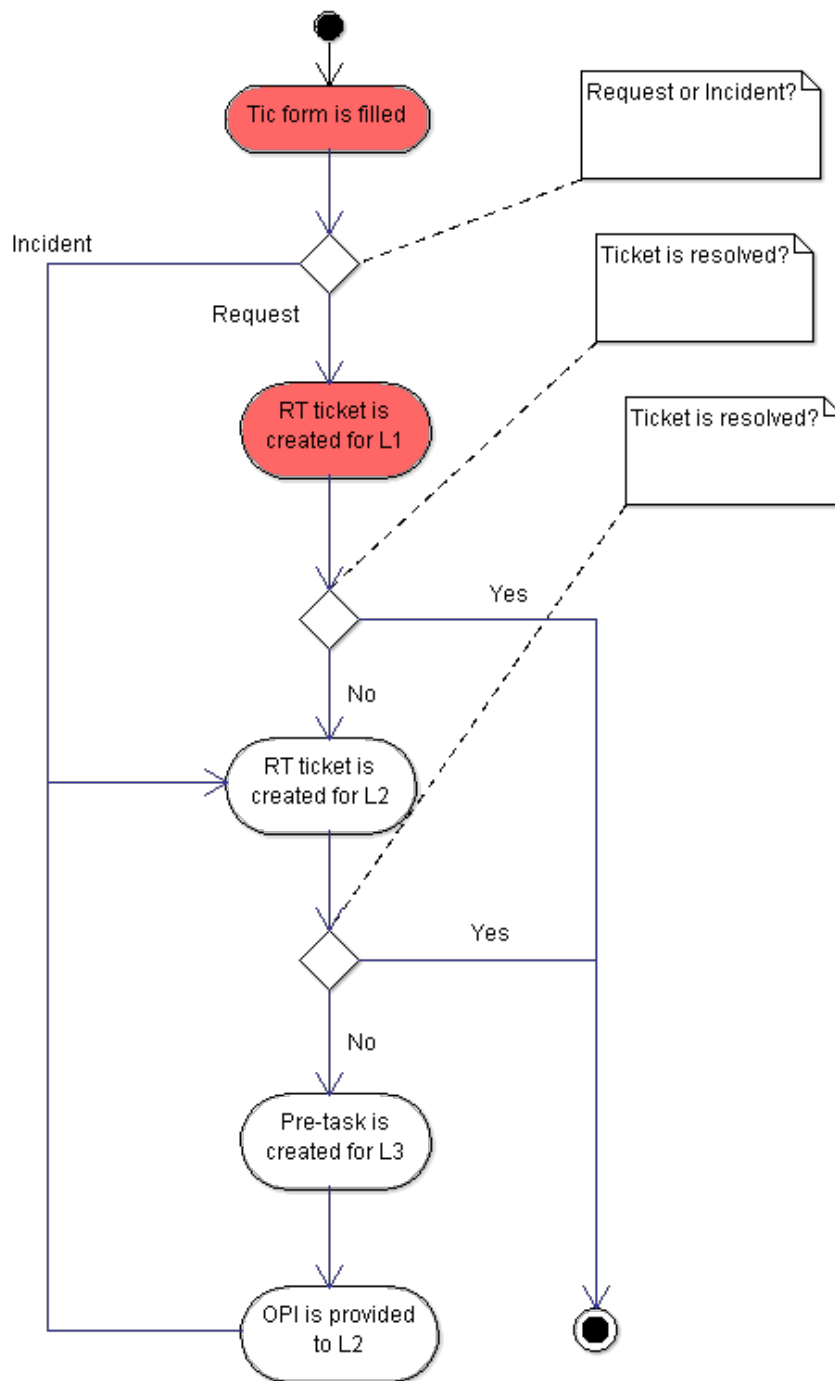 Tic form is filled
Request or Incident?
Incident
Request
Ticket is resolved?
RT ticket is
created for L1
Ticket is resolved?
Yes
No
RT ticket is
created for L2
Yes
No
Pre-task is
created for L3
OPI is provided
to L2